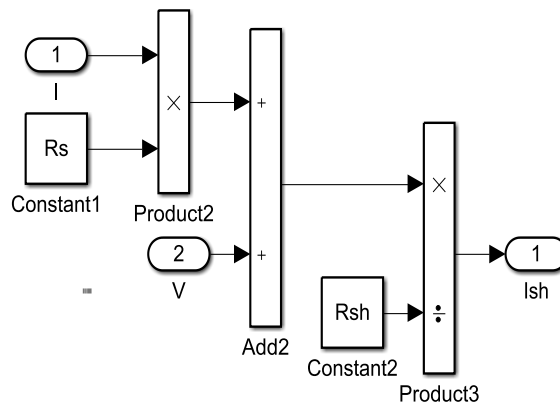 1
I
Rs
Constant1
×
Product2
2
V
+
+
Add2
Rsh
Constant2
×
÷
Product3
1
Ish